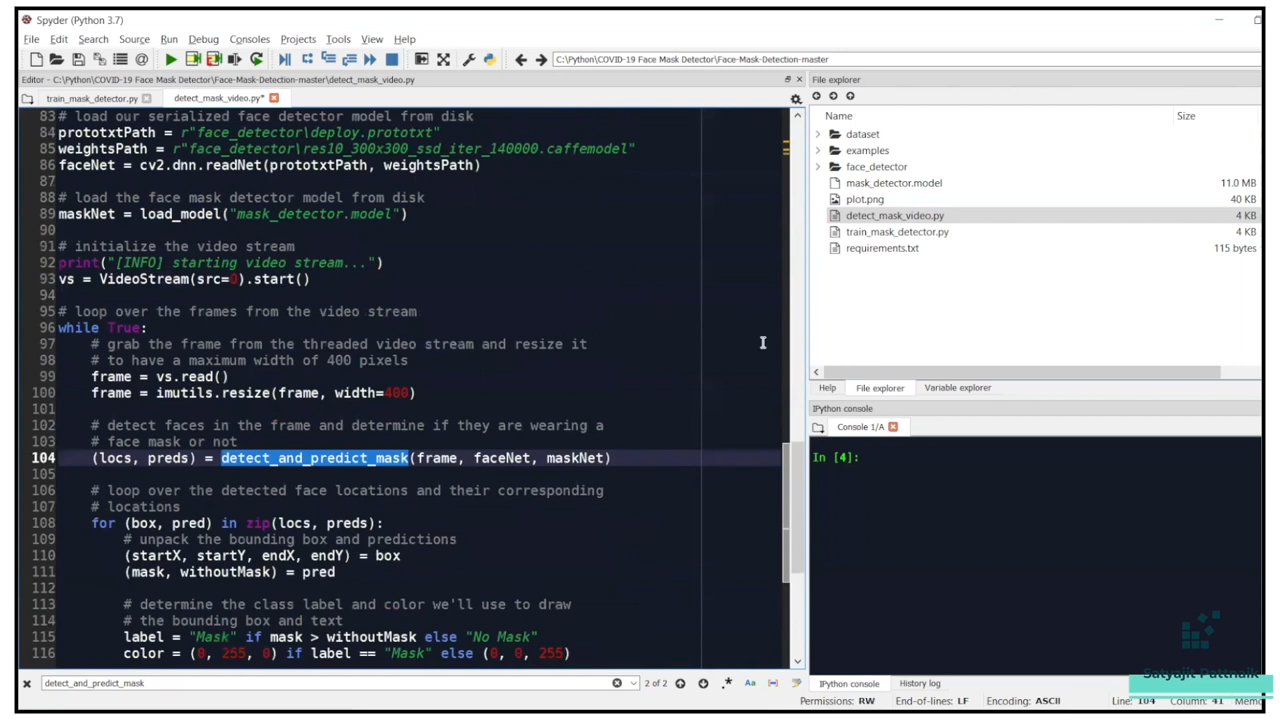 Spyder (Python 3.7)
File Edit Search Source Run Debug Consoles Projects Tools View Help
C:\Python\COVID-19 Face Mask Detector\Face-Mask-Detection-master
Editor - C:\Python\COVID-19 Face Mask Detector\Face-Mask-Detection-master\detect_mask_video.py
train_mask_detector.py
detect_mask_video.py*
83 # load our serialized face detector model from disk
84 prototxtPath = r"face_detector\deploy.prototxt"
85 weightsPath = r"face_detector\res10_300x300_ssd_iter_140000.caffemodel"
86 faceNet = cv2.dnn.readNet(prototxtPath, weightsPath)
87
88 # load the face mask detector model from disk
89 maskNet = load_model("mask_detector.model")
90
91 # initialize the video stream
92 print("[INFO] starting video stream...")
93 vs = VideoStream(src=0).start()
94
95 # loop over the frames from the video stream
96 while True:
97 # grab the frame from the threaded video stream and resize it
98 # to have a maximum width of 400 pixels
99 frame = vs.read()
100 frame = imutils.resize(frame, width=400)
101
102 # detect faces in the frame and determine if they are wearing a
103 # face mask or not
104 (locs, preds) = detect_and_predict_mask(frame, faceNet, maskNet)
105
106 # loop over the detected face locations and their corresponding
107 # locations
108 for (box, pred) in zip(locs, preds):
109 # unpack the bounding box and predictions
110 (startX, startY, endX, endY) = box
111 (mask, withoutMask) = pred
112
113 # determine the class label and color we'll use to draw
114 # the bounding box and text
115 label = "Mask" if mask > withoutMask else "No Mask"
116 color = (0, 255, 0) if label == "Mask" else (0, 0, 255)
detect_and_predict_mask
2 of 2
Aa
File explorer
Name Size
dataset
examples
face_detector
mask_detector.model 11.0 MB
plot.png 40 KB
detect_mask_video.py 4 KB
train_mask_detector.py 4 KB
requirements.txt 115 bytes
Help File explorer Variable explorer
IPython console
Console 1/A
In [4]:
Satyajit Pattnaik
IPython console History log
Permissions: RW End-of-lines: LF Encoding: ASCII Line: 104 Column: 41